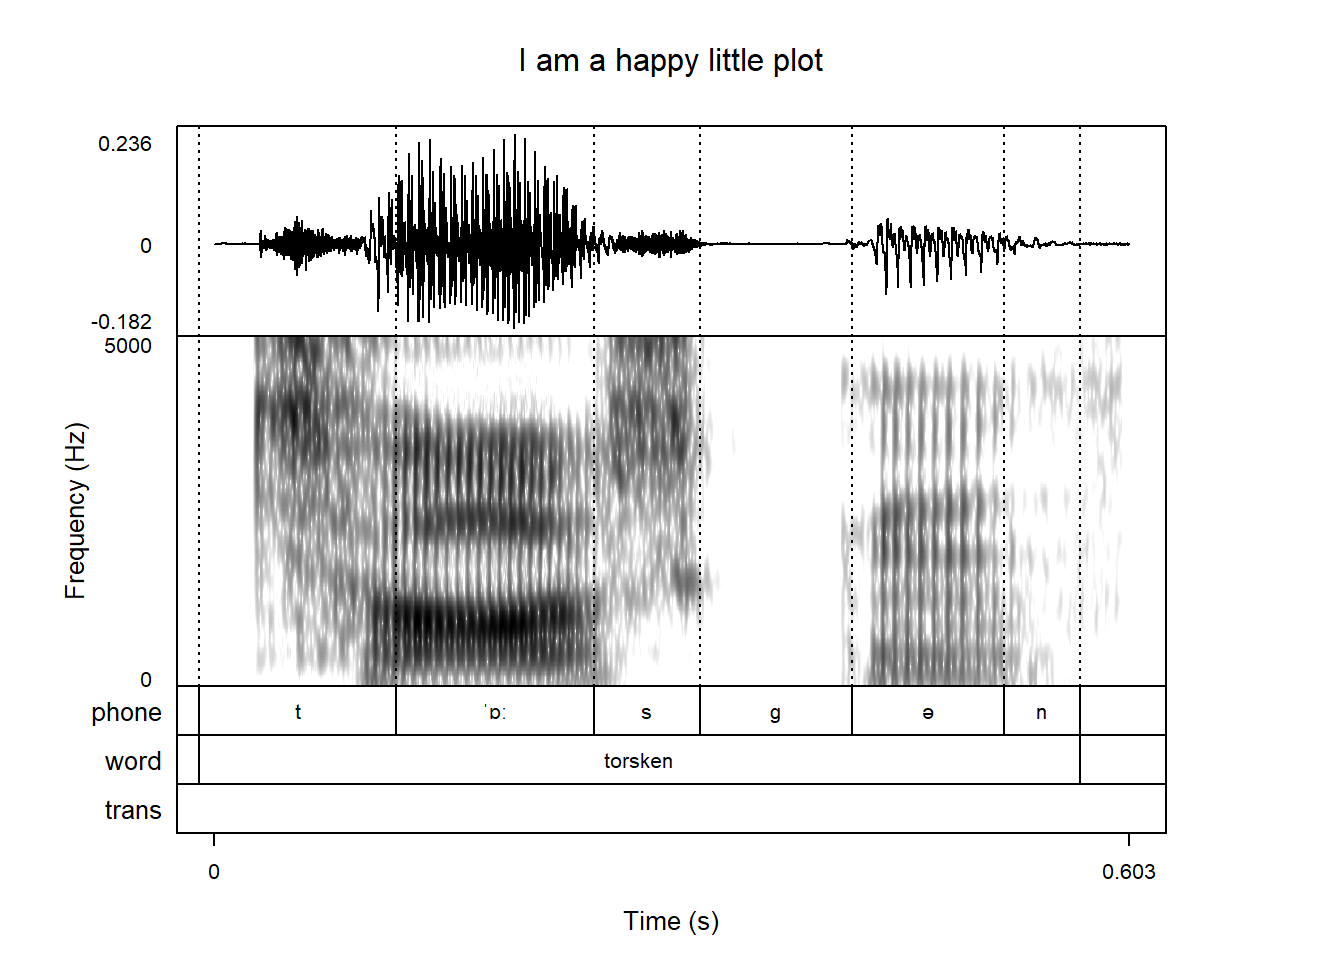 I am a happy little plot
0.236
0
-0.182
5000
Frequency (Hz)
0
phone t ˈɒː s ɡ ə n
word torsken
trans
0 0.603
Time (s)